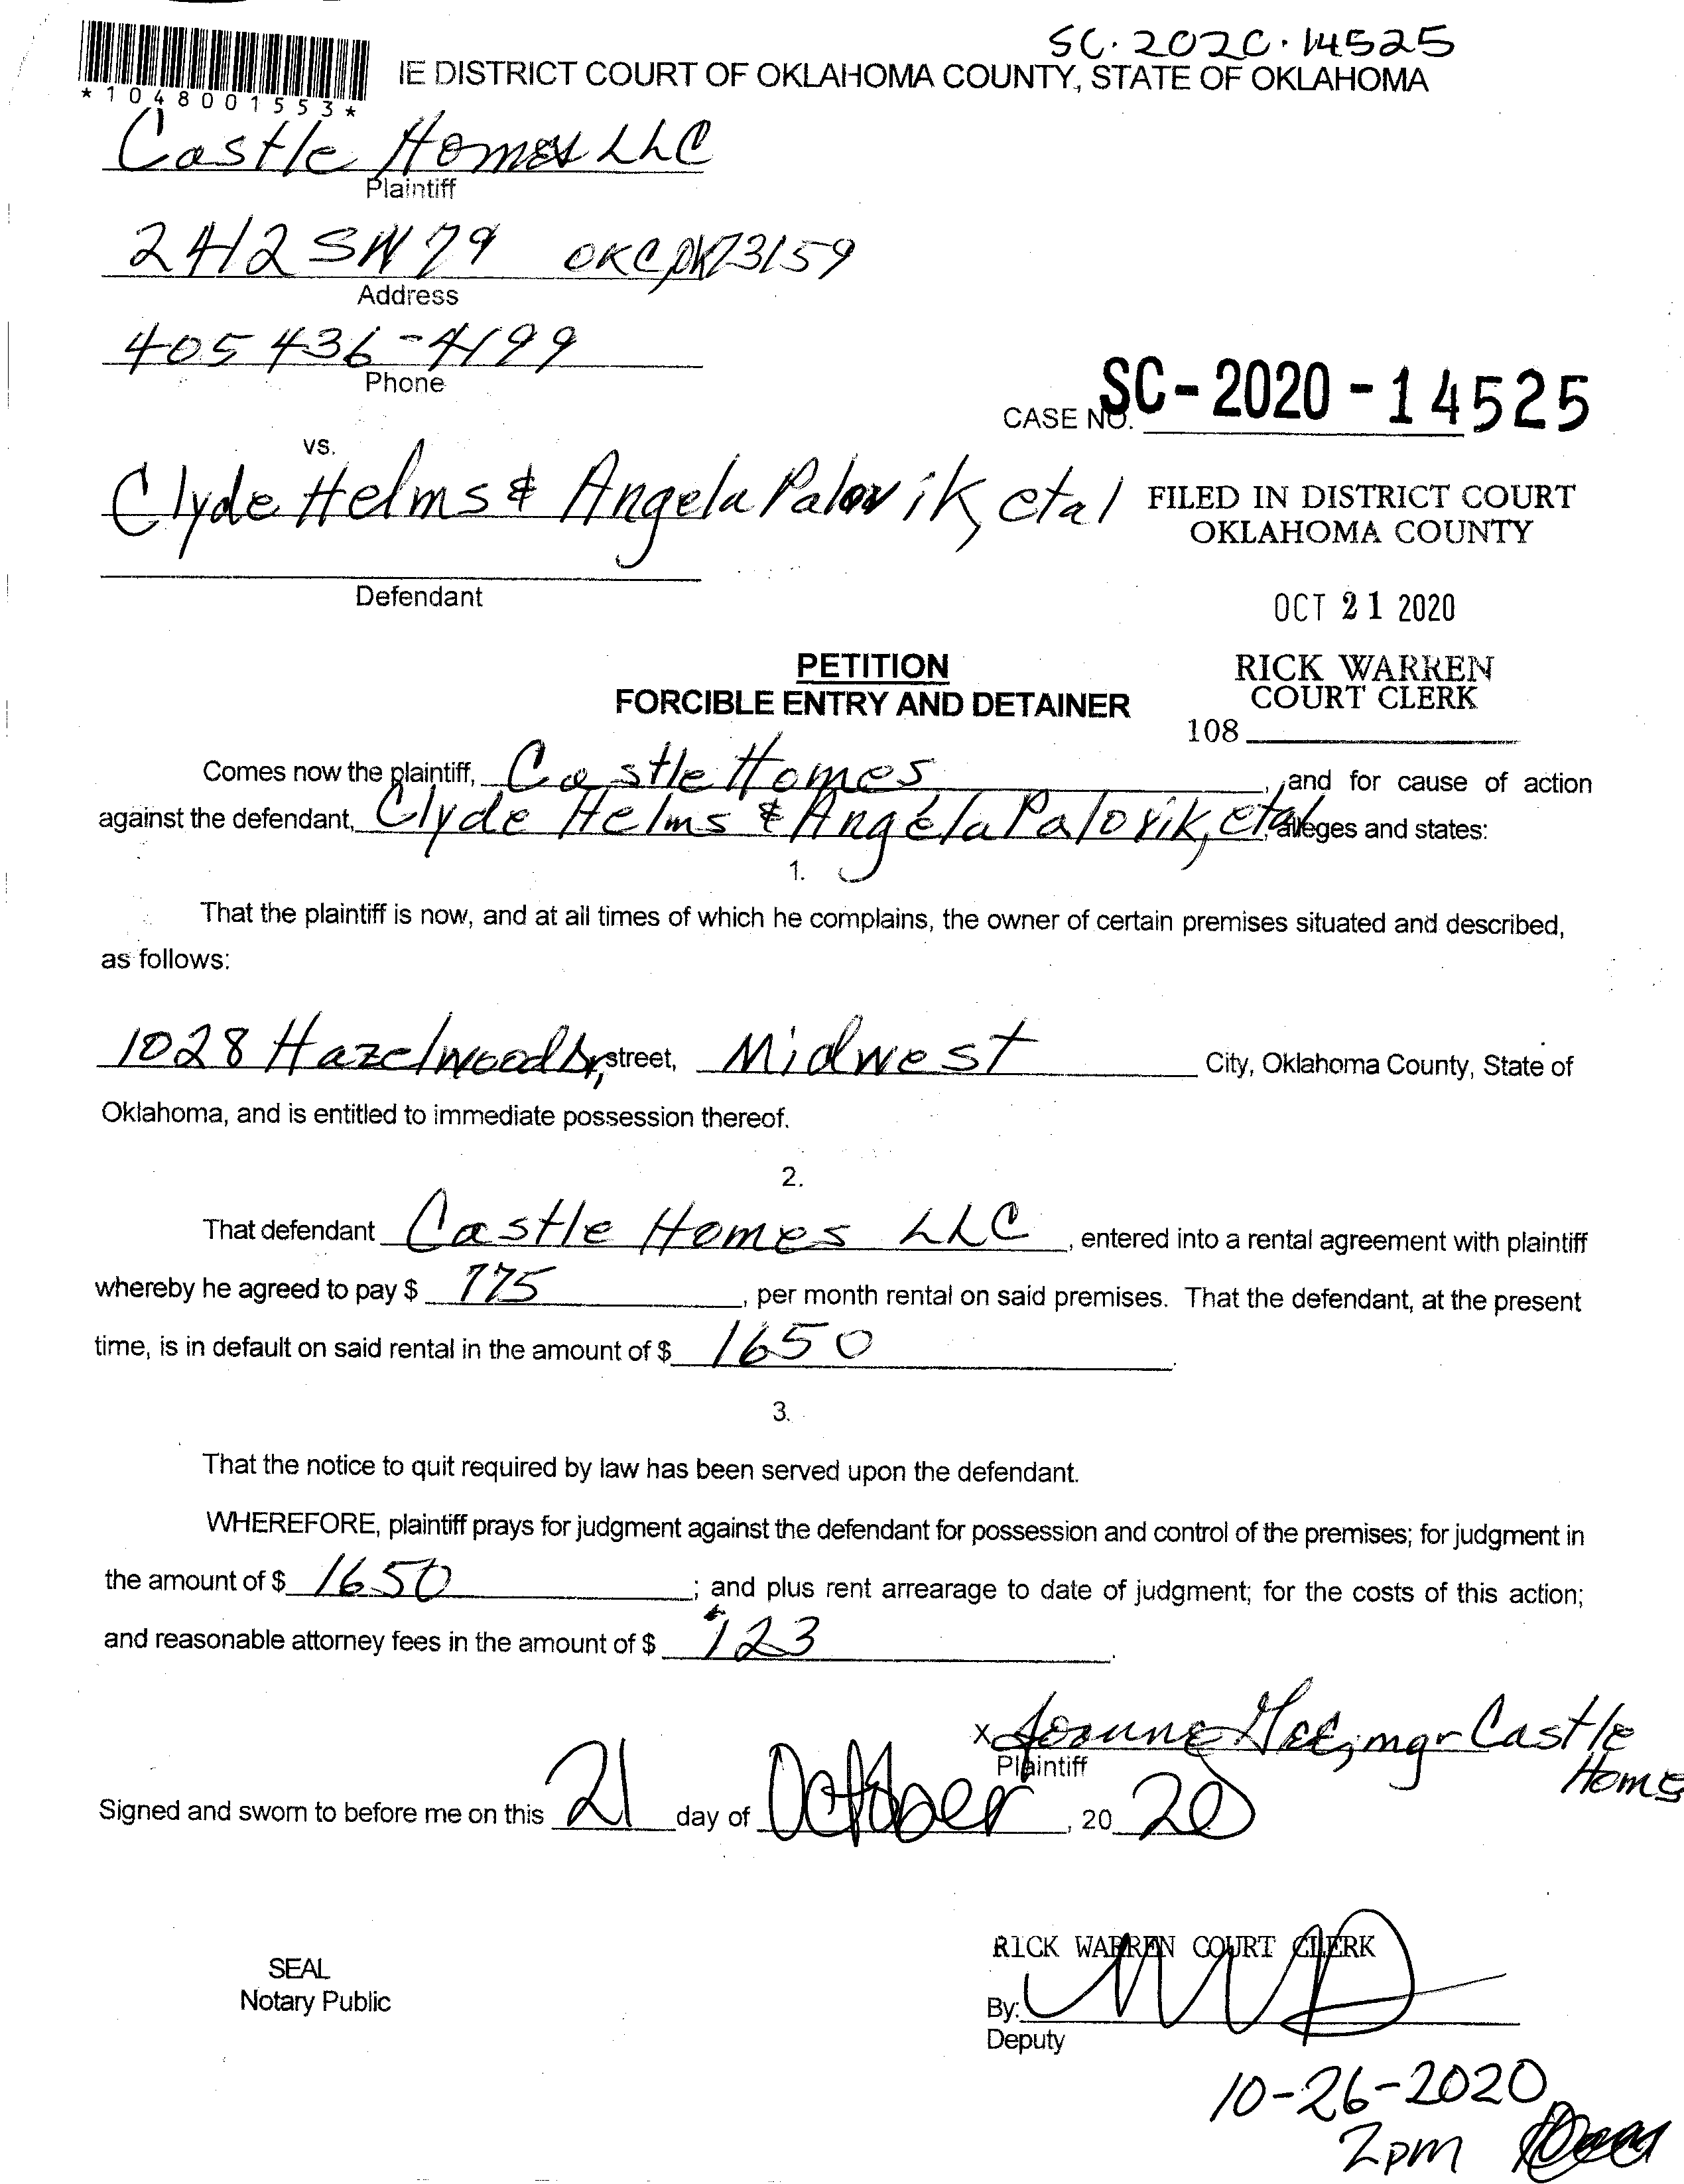 SC-2020-14525
IE DISTRICT COURT OF OKLAHOMA COUNTY, STATE OF OKLAHOMA
*1048001553*
Castle Homes LLC
Plaintiff
2412 SW 79 OKC OK 73159
Address
405 436-4199
Phone
CASE NO. SC-2020-14525
vs.
Clyde Helms & Angela Palovik, etal
FILED IN DISTRICT COURT
OKLAHOMA COUNTY
Defendant
OCT 21 2020
PETITION
FORCIBLE ENTRY AND DETAINER
RICK WARREN
COURT CLERK
108
Comes now the plaintiff, Castle Homes, and for cause of action
against the defendant, Clyde Helms & Angela Palovik, etal, alleges and states:
1.
That the plaintiff is now, and at all times of which he complains, the owner of certain premises situated and described,
as follows:
1028 Hazelwood Dr, street, Midwest City, Oklahoma County, State of
Oklahoma, and is entitled to immediate possession thereof.
2.
That defendant Castle Homes LLC, entered into a rental agreement with plaintiff
whereby he agreed to pay $ 775, per month rental on said premises. That the defendant, at the present
time, is in default on said rental in the amount of $ 1650.
3.
That the notice to quit required by law has been served upon the defendant.
WHEREFORE, plaintiff prays for judgment against the defendant for possession and control of the premises; for judgment in
the amount of $ 1650; and plus rent arrearage to date of judgment; for the costs of this action;
and reasonable attorney fees in the amount of $ 123.
x Joanne mgr Castle Homes
Plaintiff
Signed and sworn to before me on this 21 day of October, 20 20
SEAL
Notary Public
RICK WARREN COURT CLERK
By:
Deputy
10-26-2020
2pm